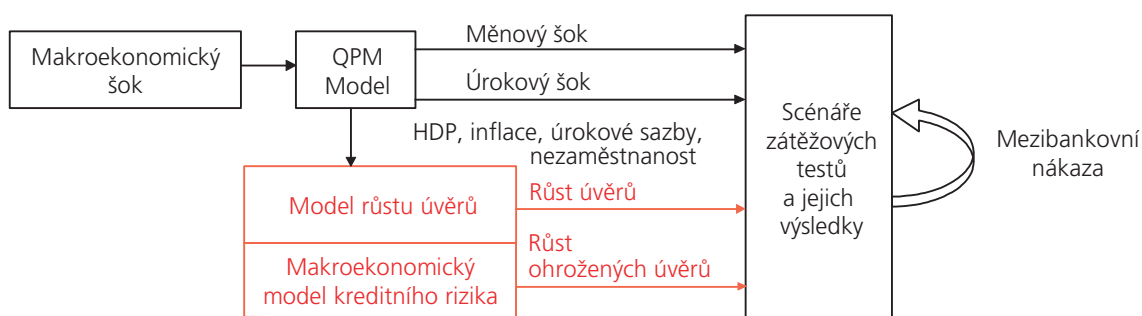 Makroekonomický
šok
QPM
Model
Měnový šok
Úrokový šok
HDP, inflace, úrokové sazby,
nezaměstnanost
Model růstu úvěrů
Růst úvěrů
Makroekonomický
model kreditního rizika
Růst
ohrožených úvěrů
Scénáře
zátěžových
testů
a jejich
výsledky
Mezibankovní
nákaza